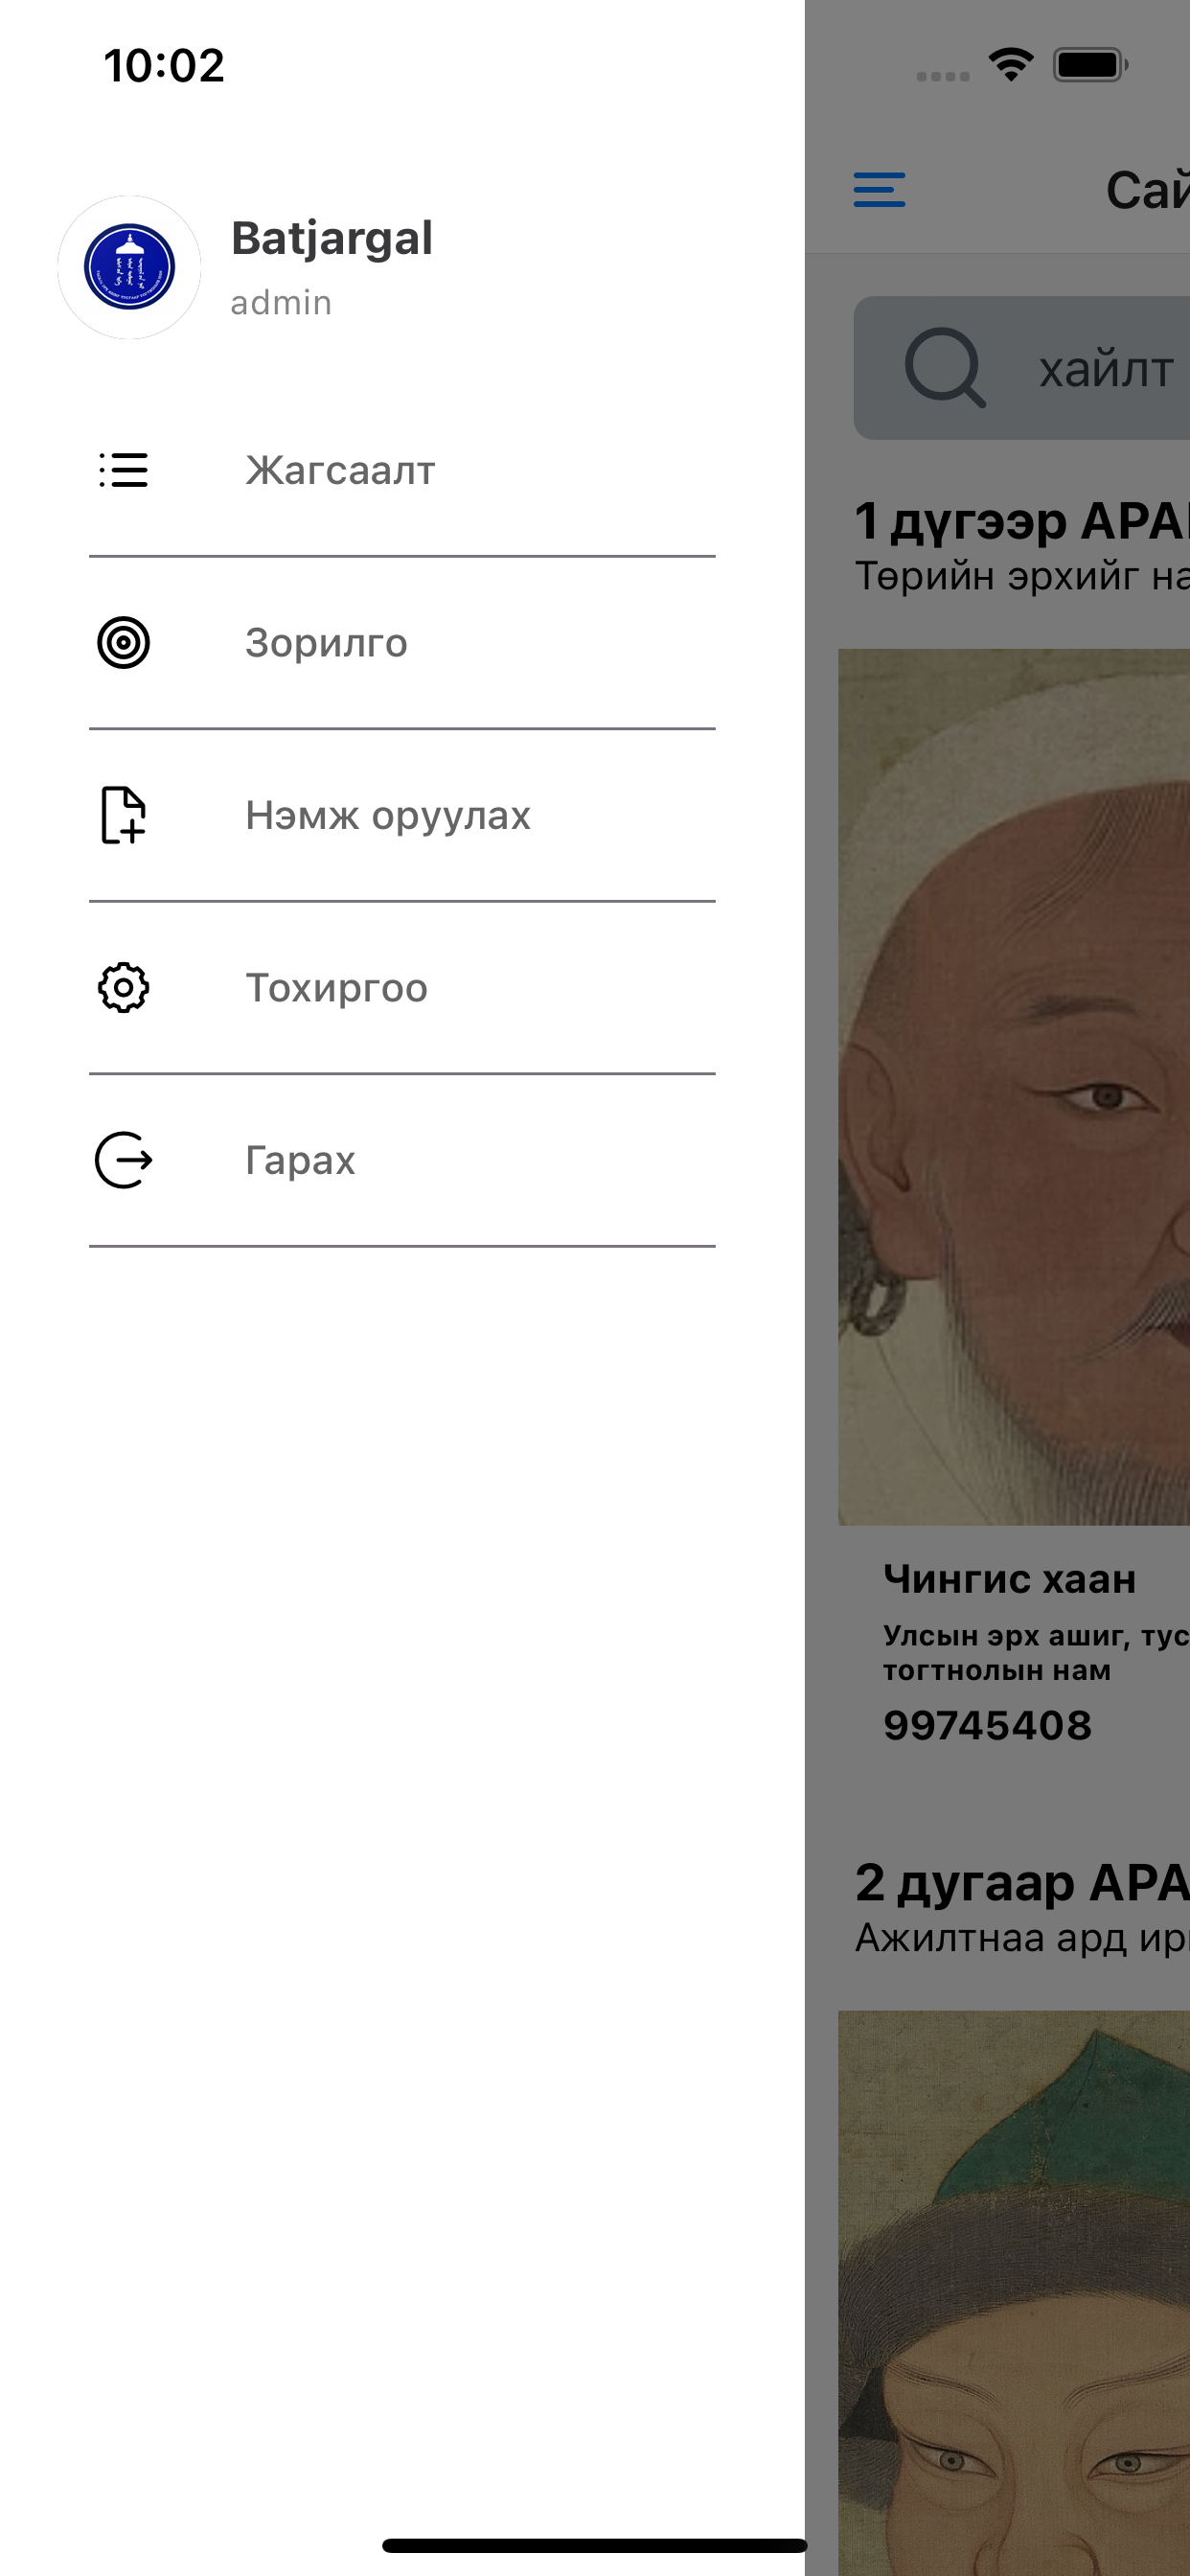 10:02
Batjargal
admin
Жагсаалт
Зорилго
Нэмж оруулах
Тохиргоо
Гарах
Сай
хайлт
1 дүгээр АРА
Төрийн эрхийг на
Чингис хаан
Улсын эрх ашиг, тус
тогтнолын нам
99745408
2 дугаар АРА
Ажилтнаа ард ир